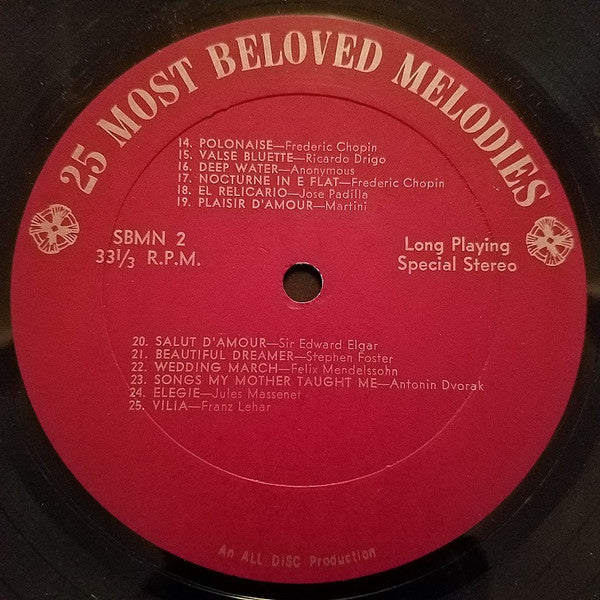 25 MOST BELOVED MELODIES
14. POLONAISE—Frederic Chopin
15. VALSE BLUETTE—Ricardo Drigo
16. DEEP WATER—Anonymous
17. NOCTURNE IN E FLAT—Frederic Chopin
18. EL RELICARIO—Jose Padilla
19. PLAISIR D'AMOUR—Martini
SBMN 2
33⅓ R.P.M.
Long Playing
Special Stereo
20. SALUT D'AMOUR—Sir Edward Elgar
21. BEAUTIFUL DREAMER—Stephen Foster
22. WEDDING MARCH—Felix Mendelssohn
23. SONGS MY MOTHER TAUGHT ME—Antonin Dvorak
24. ELEGIE—Jules Massenet
25. VILIA—Franz Lehar
An ALL DISC Production